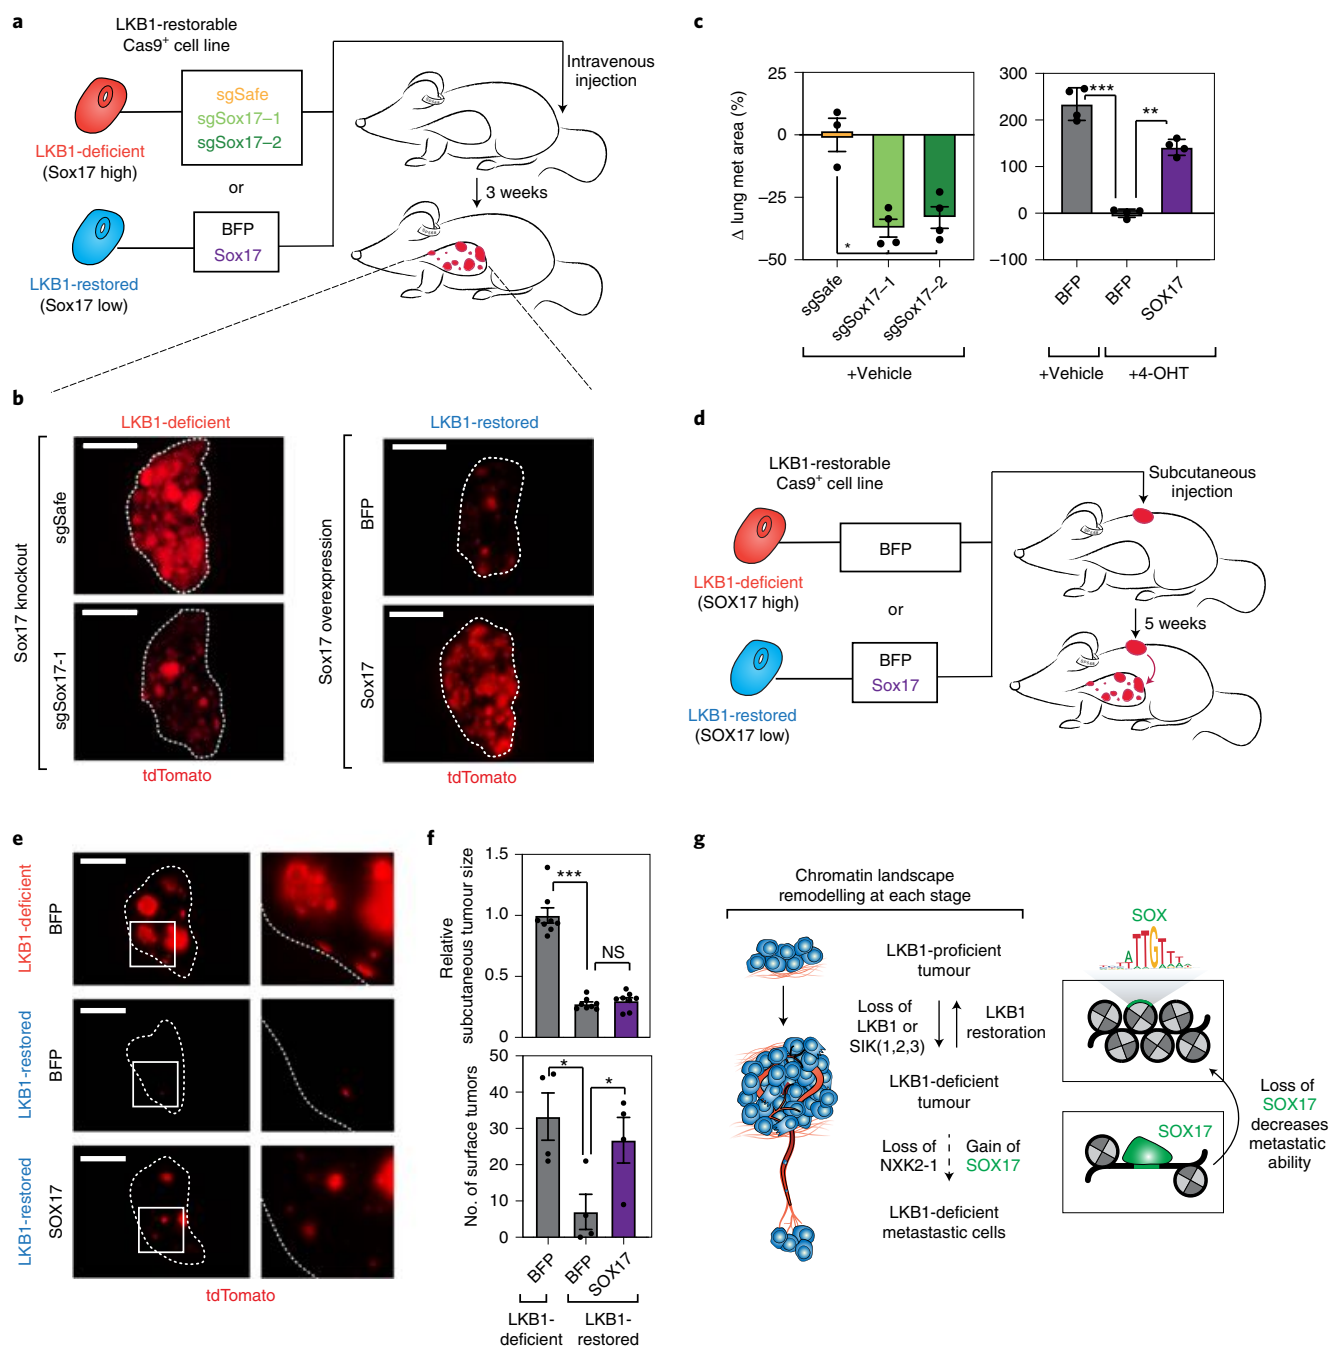 a
LKB1-restorable
Cas9+ cell line
LKB1-deficient
(Sox17 high)
sgSafe
sgSox17–1
sgSox17–2
or
LKB1-restored
(Sox17 low)
BFP
Sox17
Intravenous
injection
3 weeks
b
LKB1-deficient
LKB1-restored
Sox17 knockout
sgSafe
sgSox17-1
Sox17 overexpression
BFP
Sox17
tdTomato
tdTomato
c
Δ lung met area (%)
25
0
–25
–50
*
sgSafe
sgSox17–1
sgSox17–2
+Vehicle
300
200
100
0
–100
***
**
BFP
BFP
SOX17
+Vehicle
+4-OHT
d
LKB1-restorable
Cas9+ cell line
LKB1-deficient
(SOX17 high)
BFP
or
LKB1-restored
(SOX17 low)
BFP
Sox17
Subcutaneous
injection
5 weeks
e
LKB1-deficient
BFP
LKB1-restored
BFP
LKB1-restored
SOX17
tdTomato
f
Relative
subcutaneous tumour size
1.5
1.0
0.5
0
***
NS
No. of surface tumors
50
40
30
20
10
0
*
*
BFP
BFP
SOX17
LKB1-
deficient
LKB1-
restored
g
Chromatin landscape
remodelling at each stage
LKB1-proficient
tumour
Loss of
LKB1 or
SIK(1,2,3)
LKB1
restoration
LKB1-deficient
tumour
Loss of
NXK2-1
Gain of
SOX17
LKB1-deficient
metastastic cells
SOX
ATTGTT
SOX17
Loss of
SOX17
decreases
metastatic
ability